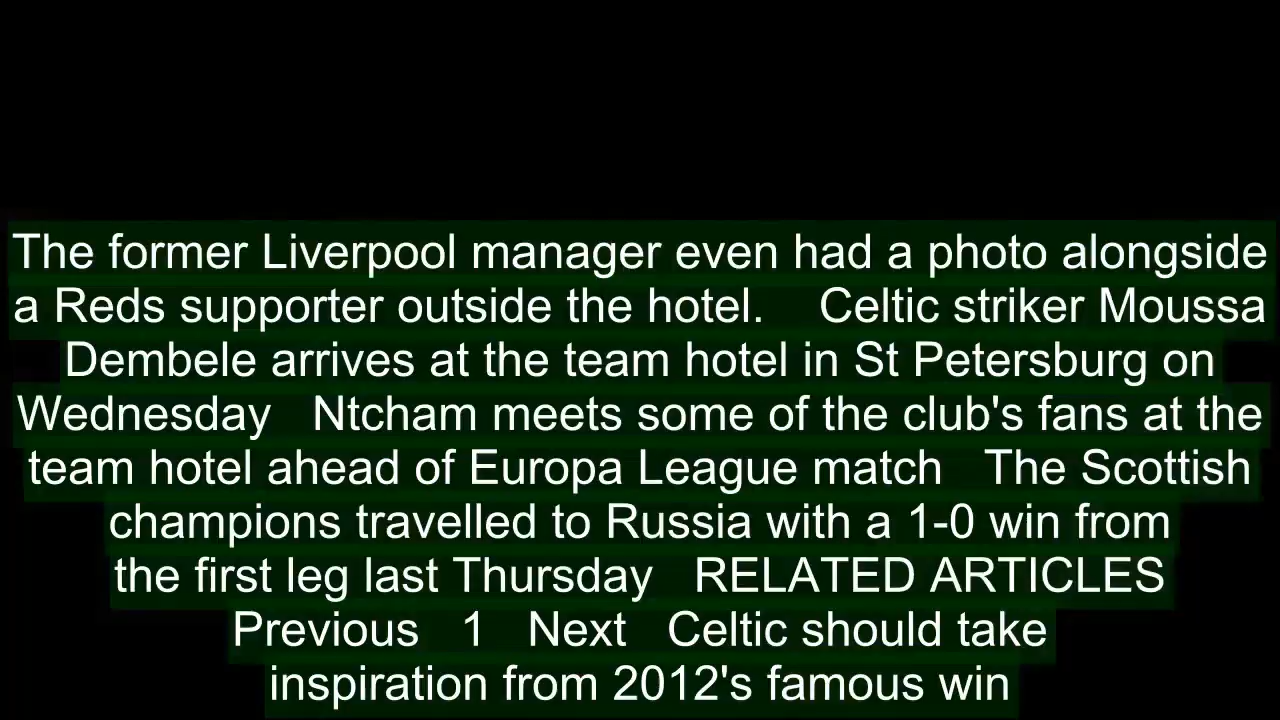 The former Liverpool manager even had a photo alongside
a Reds supporter outside the hotel.    Celtic striker Moussa
Dembele arrives at the team hotel in St Petersburg on
Wednesday   Ntcham meets some of the club's fans at the
team hotel ahead of Europa League match   The Scottish
champions travelled to Russia with a 1-0 win from
the first leg last Thursday   RELATED ARTICLES
Previous   1   Next   Celtic should take
inspiration from 2012's famous win